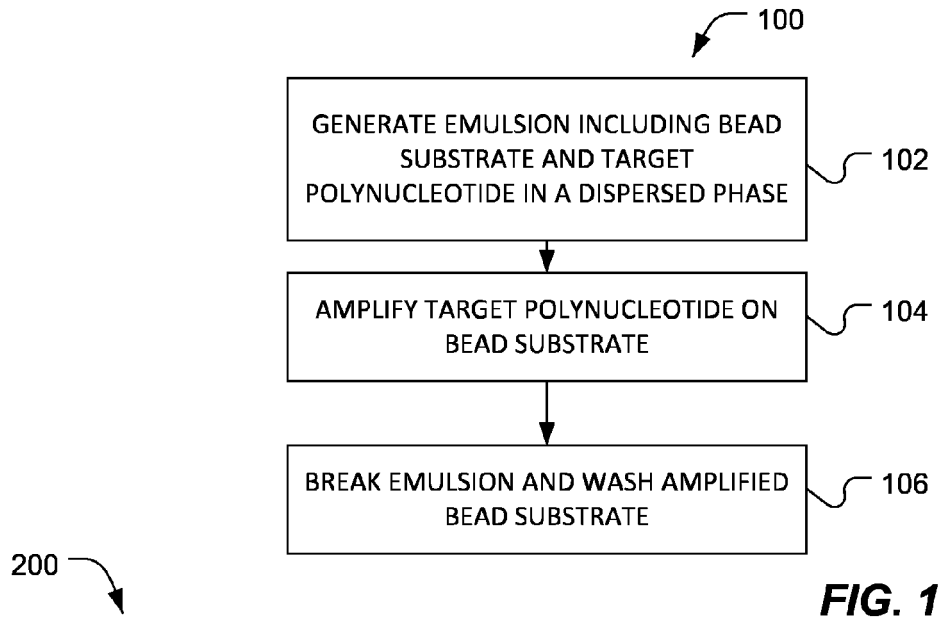 100
GENERATE EMULSION INCLUDING BEAD
SUBSTRATE AND TARGET
POLYNUCLEOTIDE IN A DISPERSED PHASE
102
AMPLIFY TARGET POLYNUCLEOTIDE ON
BEAD SUBSTRATE
104
BREAK EMULSION AND WASH AMPLIFIED
BEAD SUBSTRATE
106
200
FIG. 1